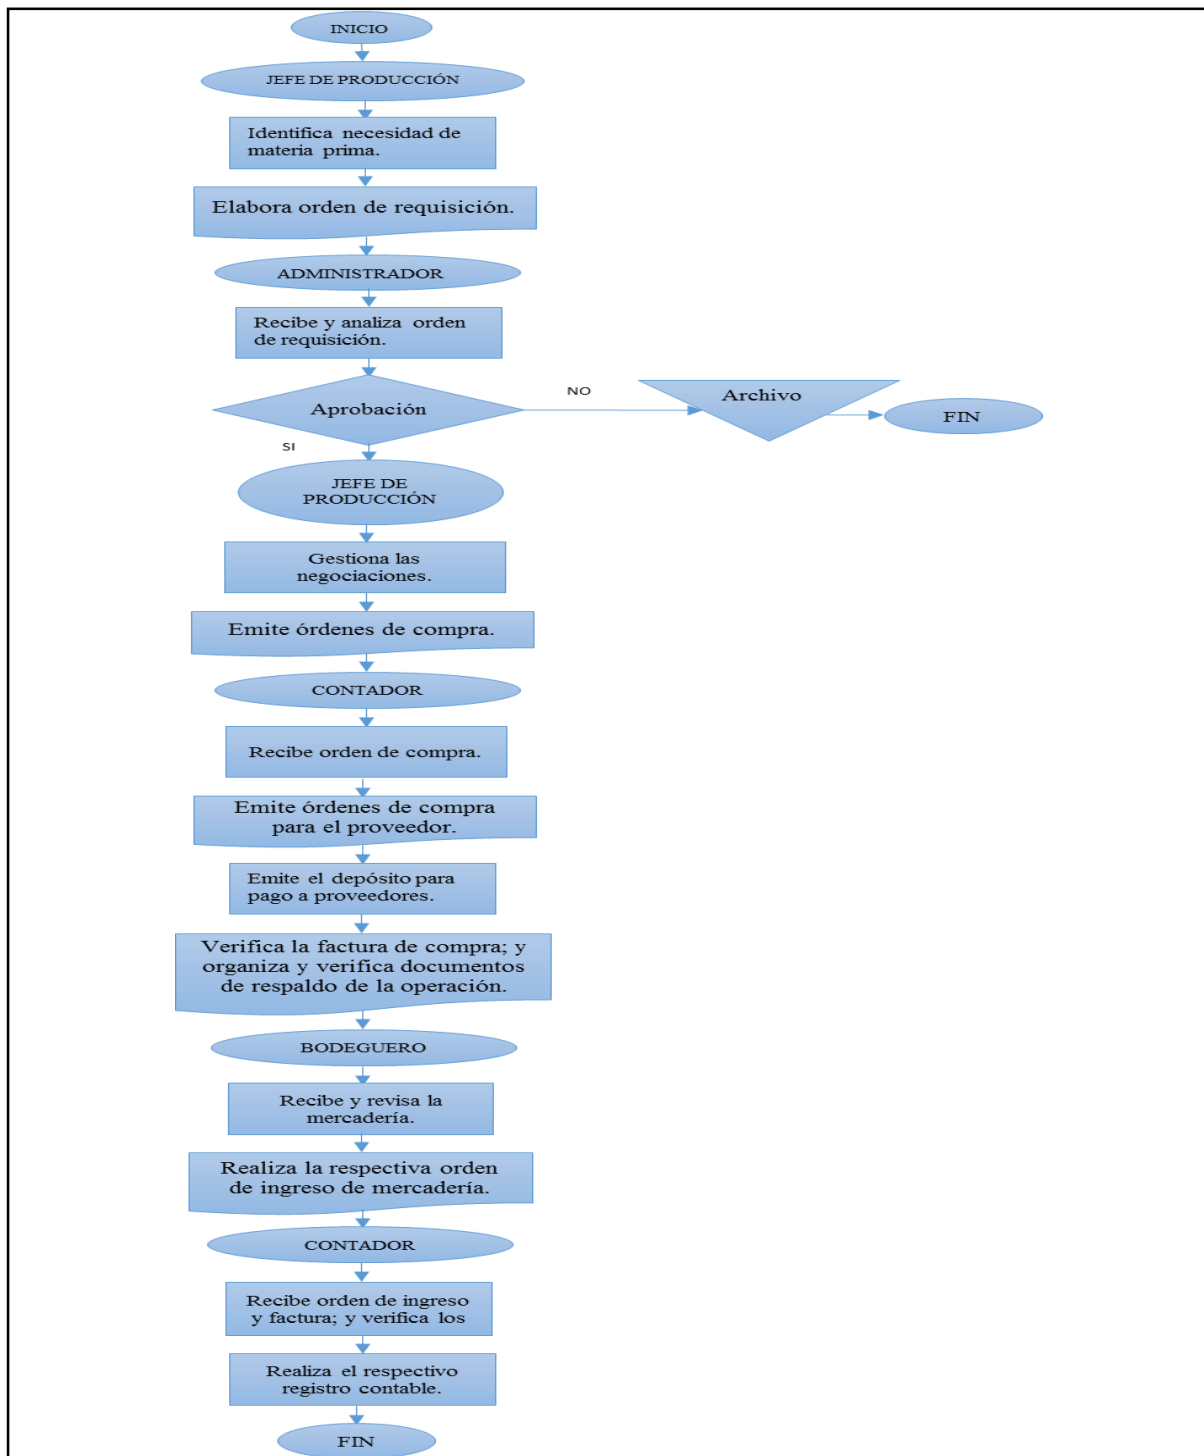 INICIO
JEFE DE PRODUCCIÓN
Identifica necesidad de
materia prima.
Elabora orden de requisición.
ADMINISTRADOR
Recibe y analiza orden
de requisición.
Aprobación
NO
Archivo
FIN
SI
JEFE DE
PRODUCCIÓN
Gestiona las
negociaciones.
Emite órdenes de compra.
CONTADOR
Recibe orden de compra.
Emite órdenes de compra
para el proveedor.
Emite el depósito para
pago a proveedores.
Verifica la factura de compra; y
organiza y verifica documentos
de respaldo de la operación.
BODEGUERO
Recibe y revisa la
mercadería.
Realiza la respectiva orden
de ingreso de mercadería.
CONTADOR
Recibe orden de ingreso
y factura; y verifica los
Realiza el respectivo
registro contable.
FIN